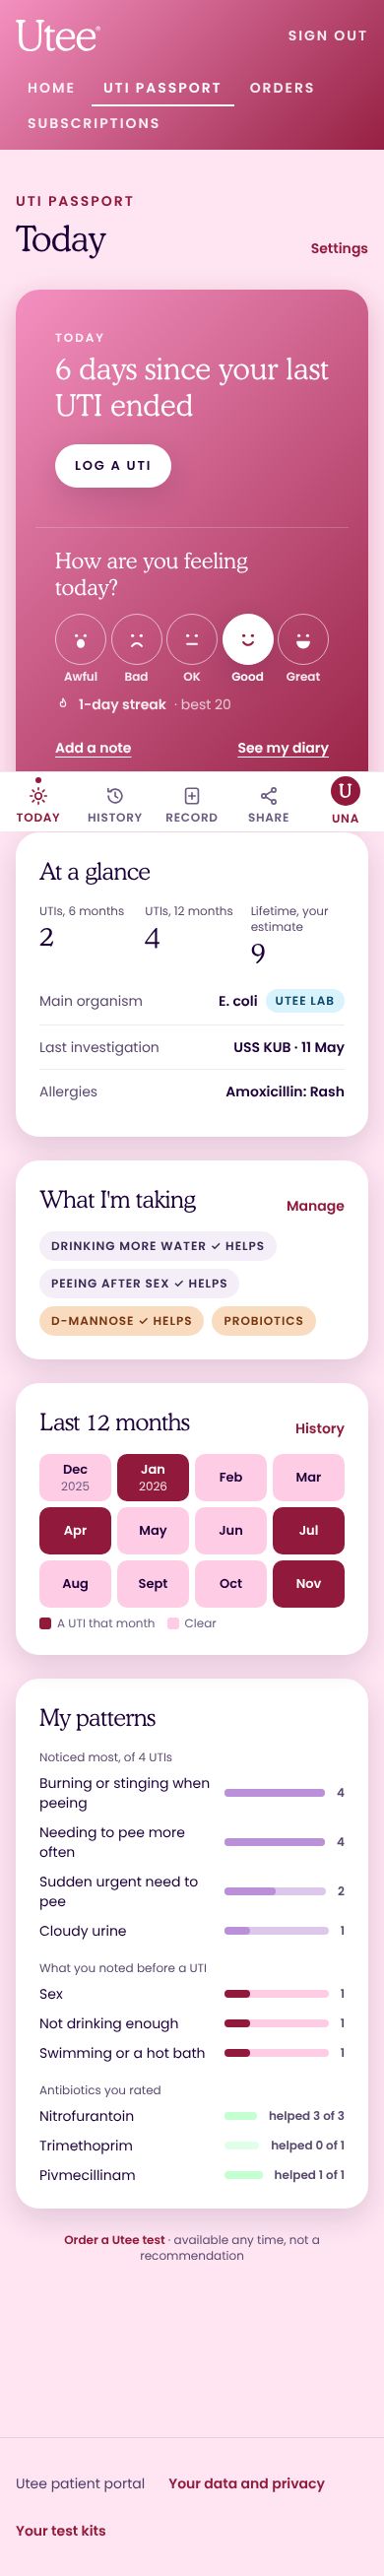 Utee®
SIGN OUT
HOME
UTI PASSPORT
ORDERS
SUBSCRIPTIONS
UTI PASSPORT
Today
Settings
TODAY
6 days since your last
UTI ended
LOG A UTI
How are you feeling
today?
Awful
Bad
OK
Good
Great
1-day streak · best 20
Add a note
See my diary
TODAY
HISTORY
RECORD
SHARE
U
UNA
At a glance
UTIs, 6 months
2
UTIs, 12 months
4
Lifetime, your
estimate
9
Main organism
E. coli
UTEE LAB
Last investigation
USS KUB · 11 May
Allergies
Amoxicillin: Rash
What I'm taking
Manage
DRINKING MORE WATER ✓ HELPS
PEEING AFTER SEX ✓ HELPS
D-MANNOSE ✓ HELPS
PROBIOTICS
Last 12 months
History
Dec
2025
Jan
2026
Feb
Mar
Apr
May
Jun
Jul
Aug
Sept
Oct
Nov
A UTI that month
Clear
My patterns
Noticed most, of 4 UTIs
Burning or stinging when
peeing
4
Needing to pee more
often
4
Sudden urgent need to
pee
2
Cloudy urine
1
What you noted before a UTI
Sex
1
Not drinking enough
1
Swimming or a hot bath
1
Antibiotics you rated
Nitrofurantoin
helped 3 of 3
Trimethoprim
helped 0 of 1
Pivmecillinam
helped 1 of 1
Order a Utee test · available any time, not a
recommendation
Utee patient portal
Your data and privacy
Your test kits